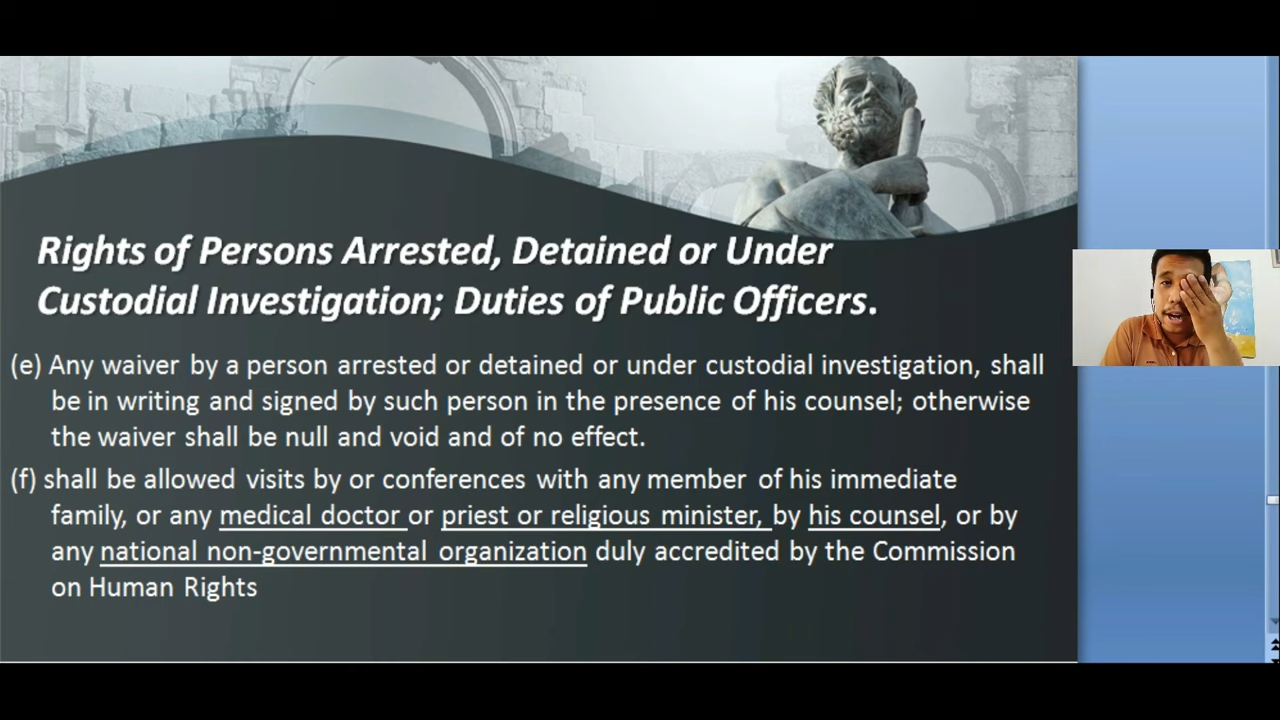 Rights of Persons Arrested, Detained or Under
Custodial Investigation; Duties of Public Officers.
(e) Any waiver by a person arrested or detained or under custodial investigation, shall
be in writing and signed by such person in the presence of his counsel; otherwise
the waiver shall be null and void and of no effect.
(f) shall be allowed visits by or conferences with any member of his immediate
family, or any medical doctor or priest or religious minister, by his counsel, or by
any national non-governmental organization duly accredited by the Commission
on Human Rights